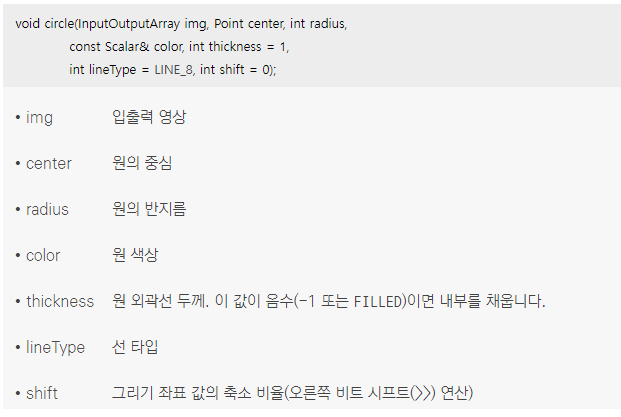 void circle(InputOutputArray img, Point center, int radius,
const Scalar& color, int thickness = 1,
int lineType = LINE_8, int shift = 0);
• img 입출력 영상
• center 원의 중심
• radius 원의 반지름
• color 원 색상
• thickness 원 외곽선 두께. 이 값이 음수(-1 또는 FILLED)이면 내부를 채웁니다.
• lineType 선 타입
• shift 그리기 좌표 값의 축소 비율(오른쪽 비트 시프트(>>) 연산)